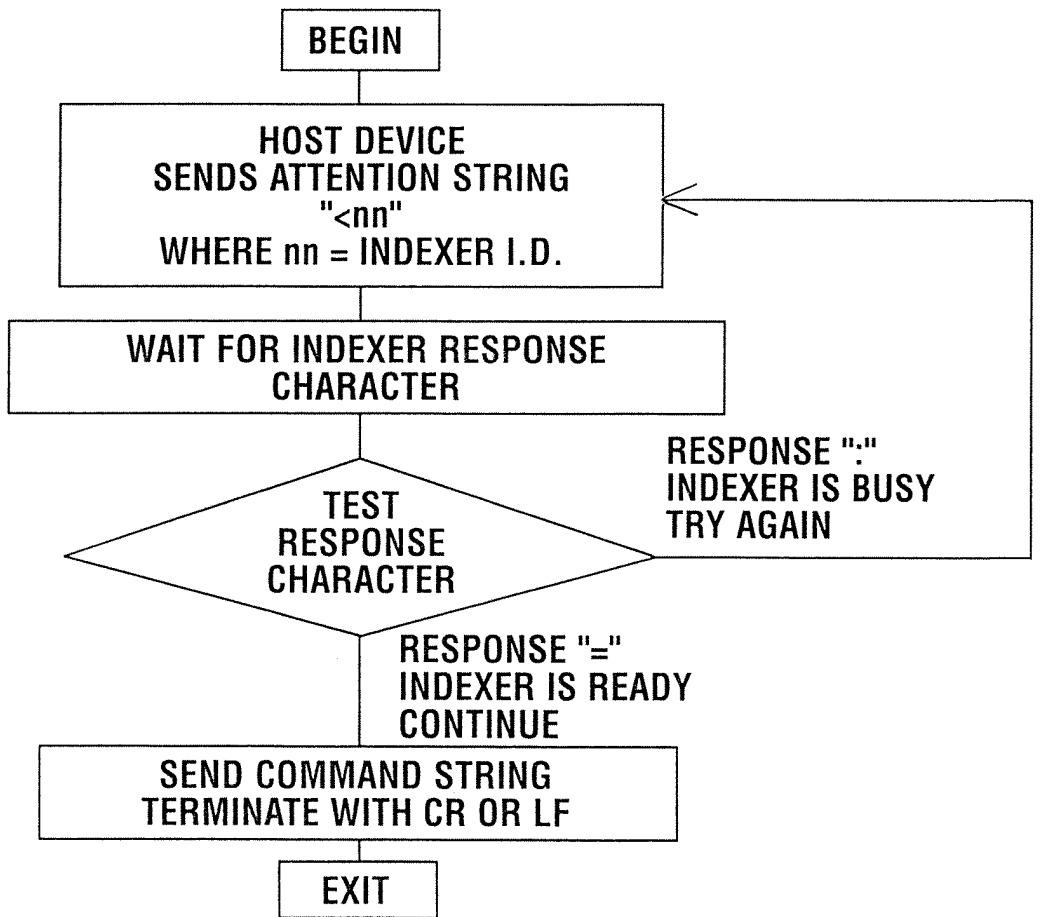 BEGIN
HOST DEVICE
SENDS ATTENTION STRING
"<nn"
WHERE nn = INDEXER I.D.
WAIT FOR INDEXER RESPONSE
CHARACTER
TEST
RESPONSE
CHARACTER
RESPONSE ":"
INDEXER IS BUSY
TRY AGAIN
RESPONSE "="
INDEXER IS READY
CONTINUE
SEND COMMAND STRING
TERMINATE WITH CR OR LF
EXIT